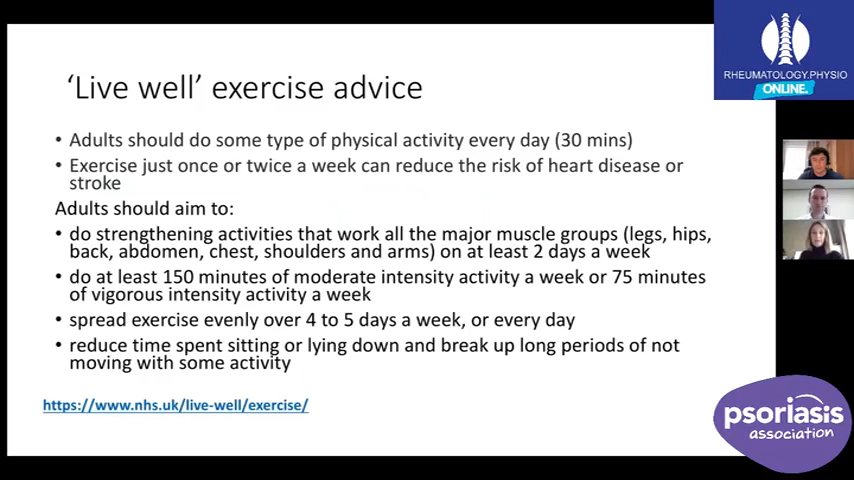 RHEUMATOLOGY.PHYSIO
ONLINE.
‘Live well’ exercise advice
• Adults should do some type of physical activity every day (30 mins)
• Exercise just once or twice a week can reduce the risk of heart disease or
stroke
Adults should aim to:
• do strengthening activities that work all the major muscle groups (legs, hips,
back, abdomen, chest, shoulders and arms) on at least 2 days a week
• do at least 150 minutes of moderate intensity activity a week or 75 minutes
of vigorous intensity activity a week
• spread exercise evenly over 4 to 5 days a week, or every day
• reduce time spent sitting or lying down and break up long periods of not
moving with some activity
https://www.nhs.uk/live-well/exercise/
psoriasis
association